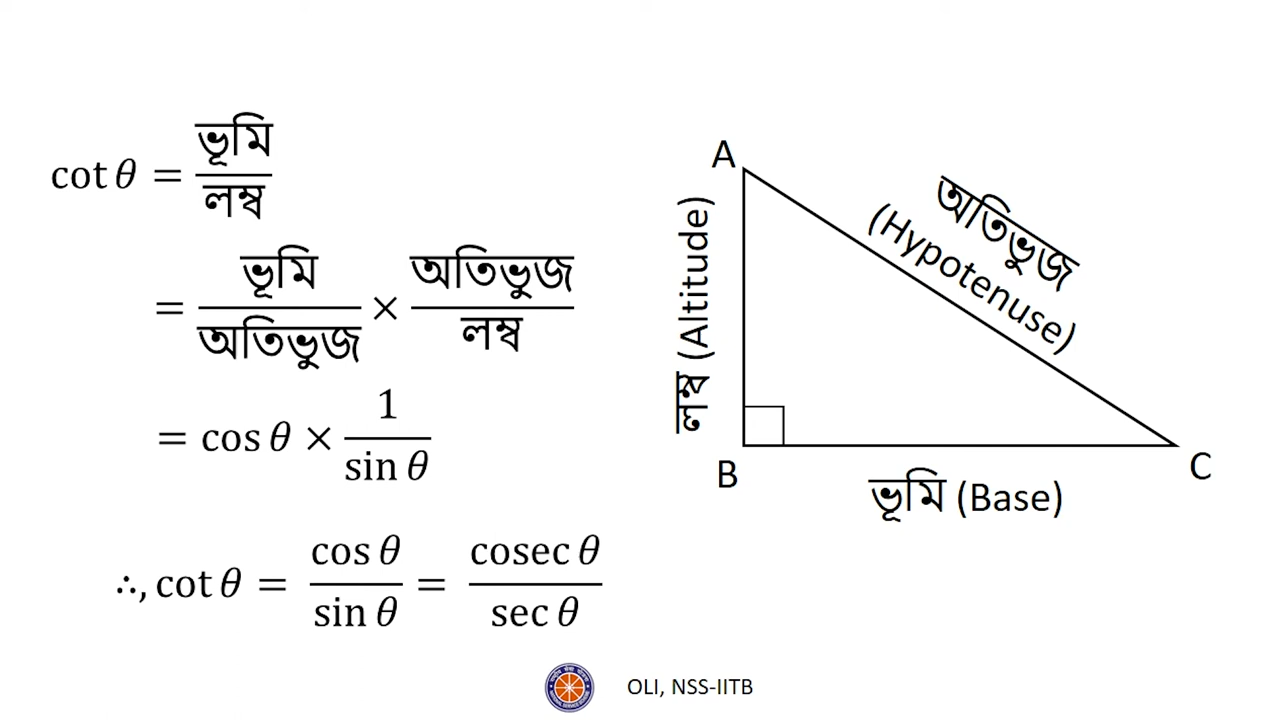 cot θ = ভূমি / লম্ব
= ভূমি / অতিভুজ × অতিভুজ / লম্ব
= cos θ × 1 / sin θ
∴, cot θ = cos θ / sin θ = cosec θ / sec θ
A
লম্ব (Altitude)
অতিভুজ
(Hypotenuse)
B
C
ভূমি (Base)
OLI, NSS-IITB